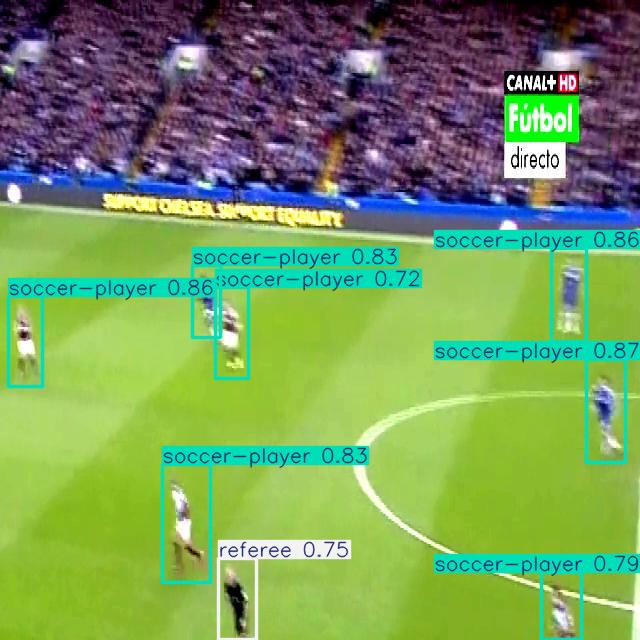 CANAL+ HD
Fútbol
directo
SUPPORT CHELSEA. SUPPORT EQUALITY.
soccer-player 0.86
soccer-player 0.83
soccer-player 0.72
soccer-player 0.86
soccer-player 0.87
soccer-player 0.83
referee 0.75
soccer-player 0.79